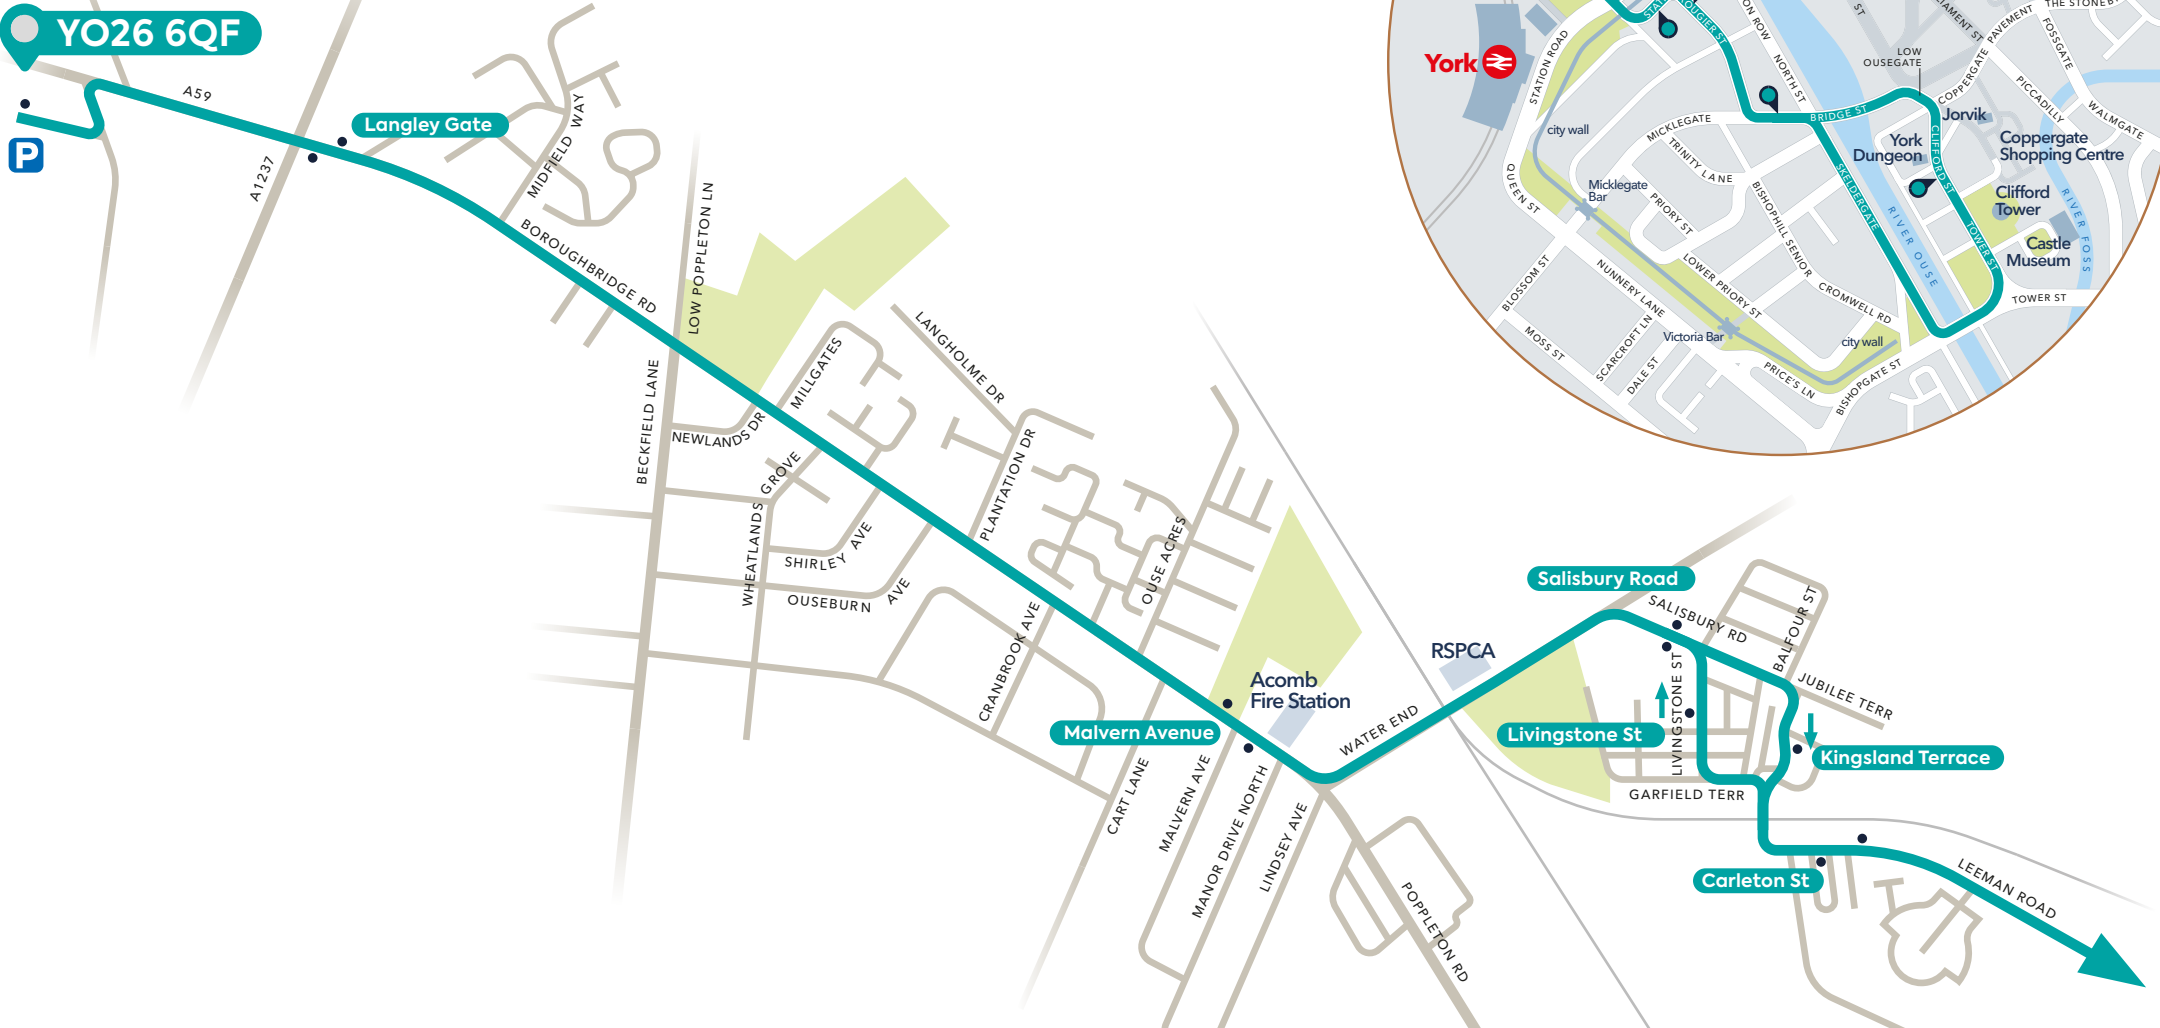 YO26 6QF
P
A59
A1237
Langley Gate
MIDFIELD WAY
BOROUGHBRIDGE RD
LOW POPPLETON LN
BECKFIELD LANE
NEWLANDS DR
MILLGATES
LANGHOLME DR
WHEATLANDS GROVE
SHIRLEY AVE
OUSEBURN AVE
PLANTATION DR
CRANBROOK AVE
OUSE ACRES
Malvern Avenue
Acomb
Fire Station
CART LANE
MALVERN AVE
MANOR DRIVE NORTH
LINDSEY AVE
POPPLETON RD
WATER END
RSPCA
Salisbury Road
SALISBURY RD
BALFOUR ST
JUBILEE TERR
LIVINGSTONE ST
Livingstone St
Kingsland Terrace
GARFIELD TERR
Carleton St
LEEMAN ROAD
York
STATION ROAD
city wall
QUEEN ST
ROUGIER ST
NORTH ST
MICKLEGATE
TRINITY LANE
PRIORY ST
Micklegate
Bar
BISHOPHILL SENIOR
LOWER PRIORY ST
NUNNERY LANE
BLOSSOM ST
MOSS ST
SCARCROFT LN
DALE ST
Victoria Bar
PRICE'S LN
BISHOPGATE ST
city wall
CROMWELL RD
SKELDERGATE
BRIDGE ST
LOW
OUSEGATE
COPPERGATE
PAVEMENT
ST
FOSSGATE
PICCADILLY
WALMGATE
Jorvik
York
Dungeon
CLIFFORD ST
Coppergate
Shopping Centre
Clifford
Tower
Castle
Museum
TOWER ST
TOWER ST
RIVER OUSE
RIVER FOSS